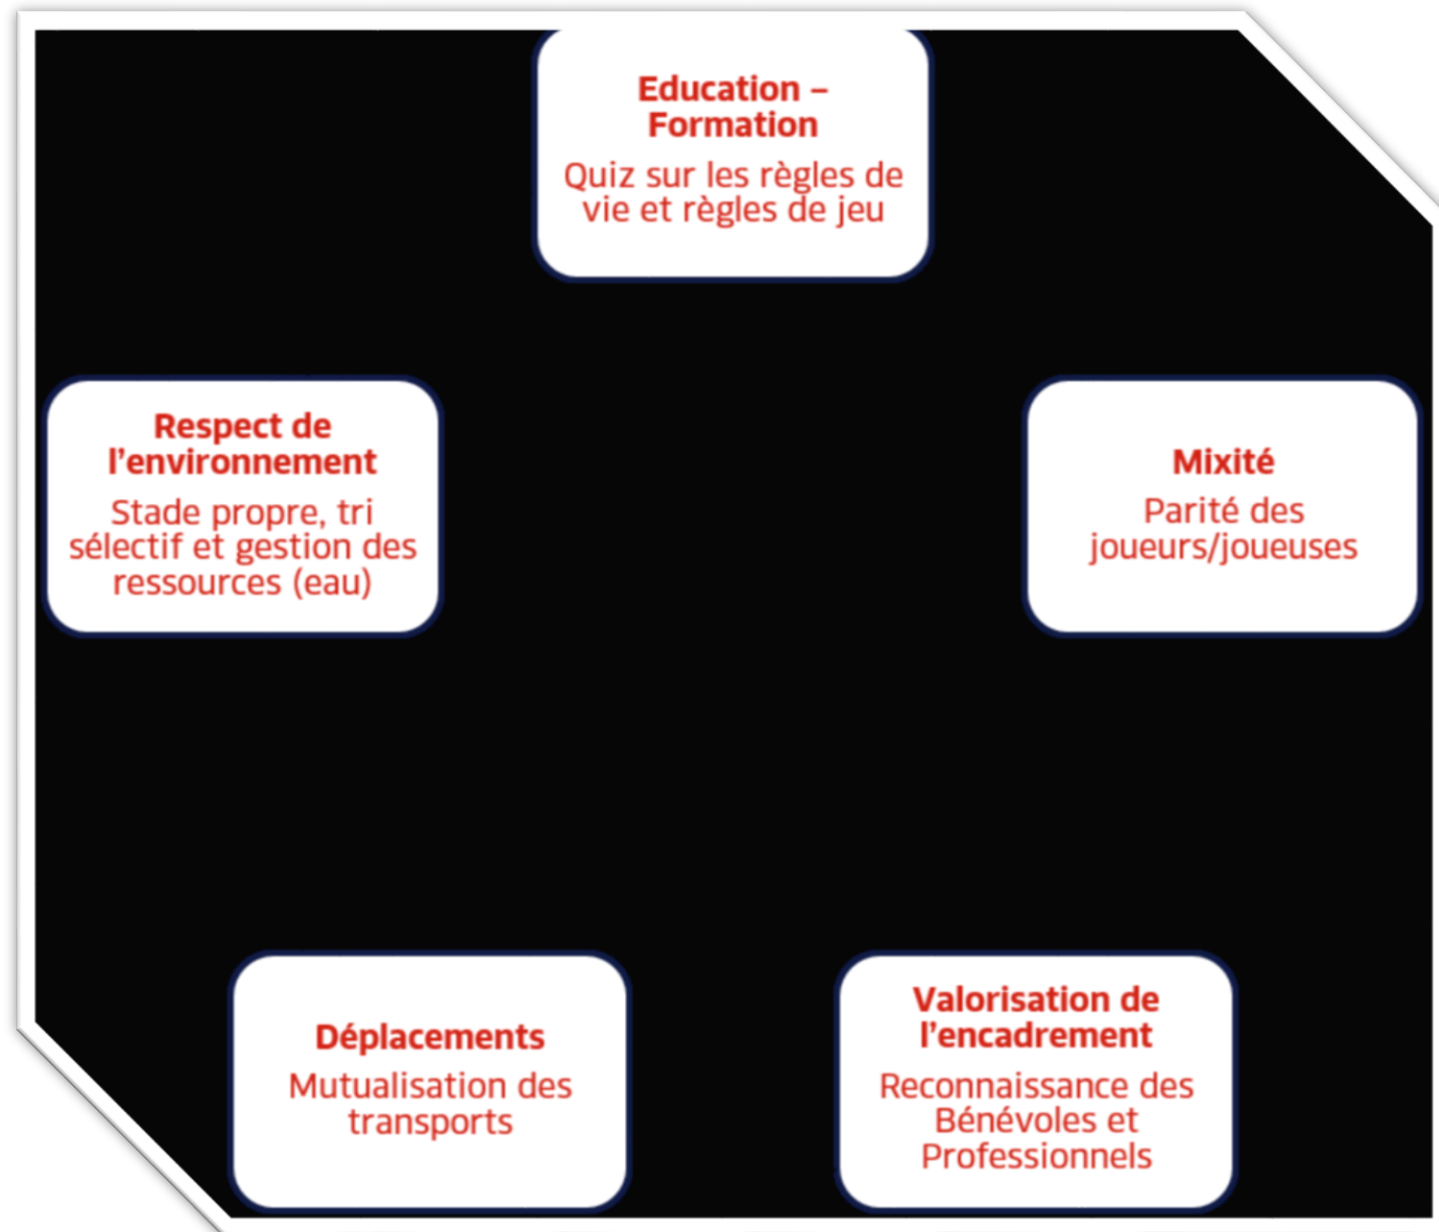 Education –
Formation
Quiz sur les règles de
vie et règles de jeu
Respect de
l’environnement
Stade propre, tri
sélectif et gestion des
ressources (eau)
Mixité
Parité des
joueurs/joueuses
Déplacements
Mutualisation des
transports
Valorisation de
l’encadrement
Reconnaissance des
Bénévoles et
Professionnels